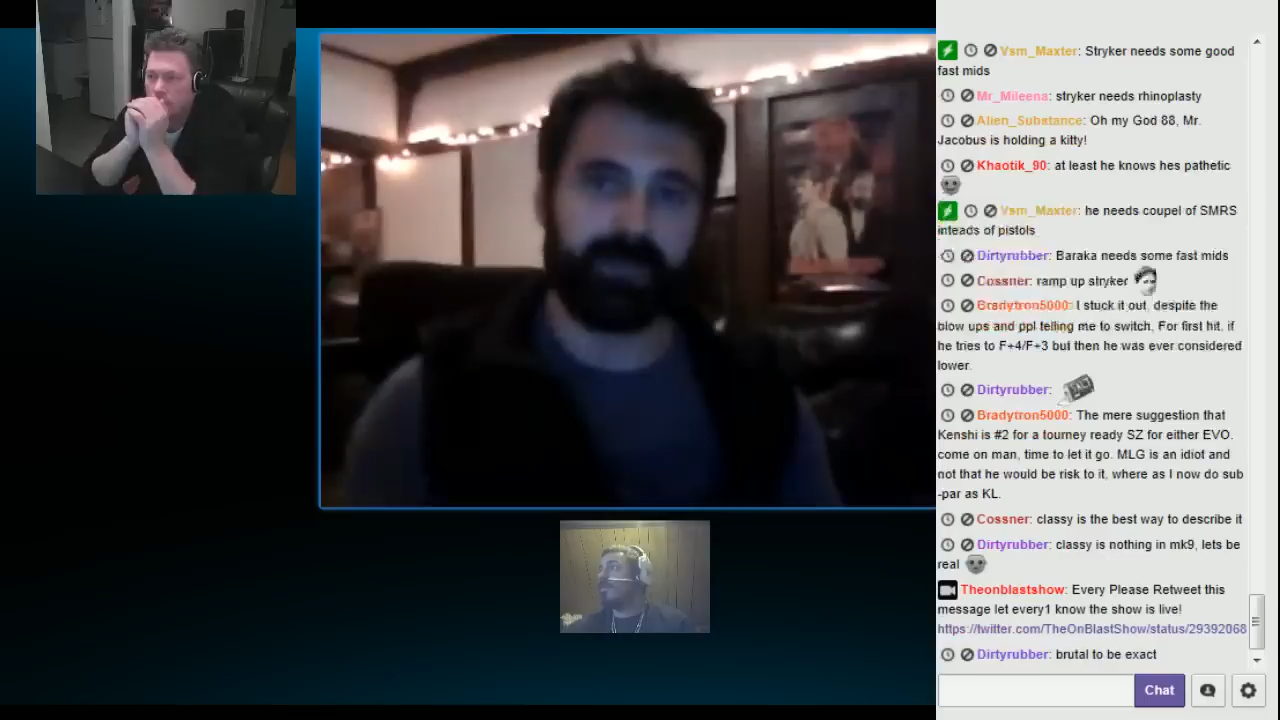 Vsm_Maxter: Stryker needs some good
fast mids
Mr_Mileena: stryker needs rhinoplasty
Alien_Substance: Oh my God 88, Mr.
Jacobus is holding a kitty!
Khaotik_90: at least he knows hes pathetic
Vsm_Maxter: he needs coupel of SMRS
inteads of pistols
Dirtyrubber: Baraka needs some fast mids
Cossner: ramp up stryker
Bradytron5000: I stuck it out, despite the
blow ups and ppl telling me to switch, For first hit, if
he tries to F+4/F+3 but then he was ever considered
lower.
Dirtyrubber:
Bradytron5000: The mere suggestion that
Kenshi is #2 for a tourney ready SZ for either EVO.
come on man, time to let it go. MLG is an idiot and
not that he would be risk to it, where as I now do sub
-par as KL.
Cossner: classy is the best way to describe it
Dirtyrubber: classy is nothing in mk9, lets be
real
Theonblastshow: Every Please Retweet this
message let every1 know the show is live!
https://twitter.com/TheOnBlastShow/status/29392068
Dirtyrubber: brutal to be exact
Chat